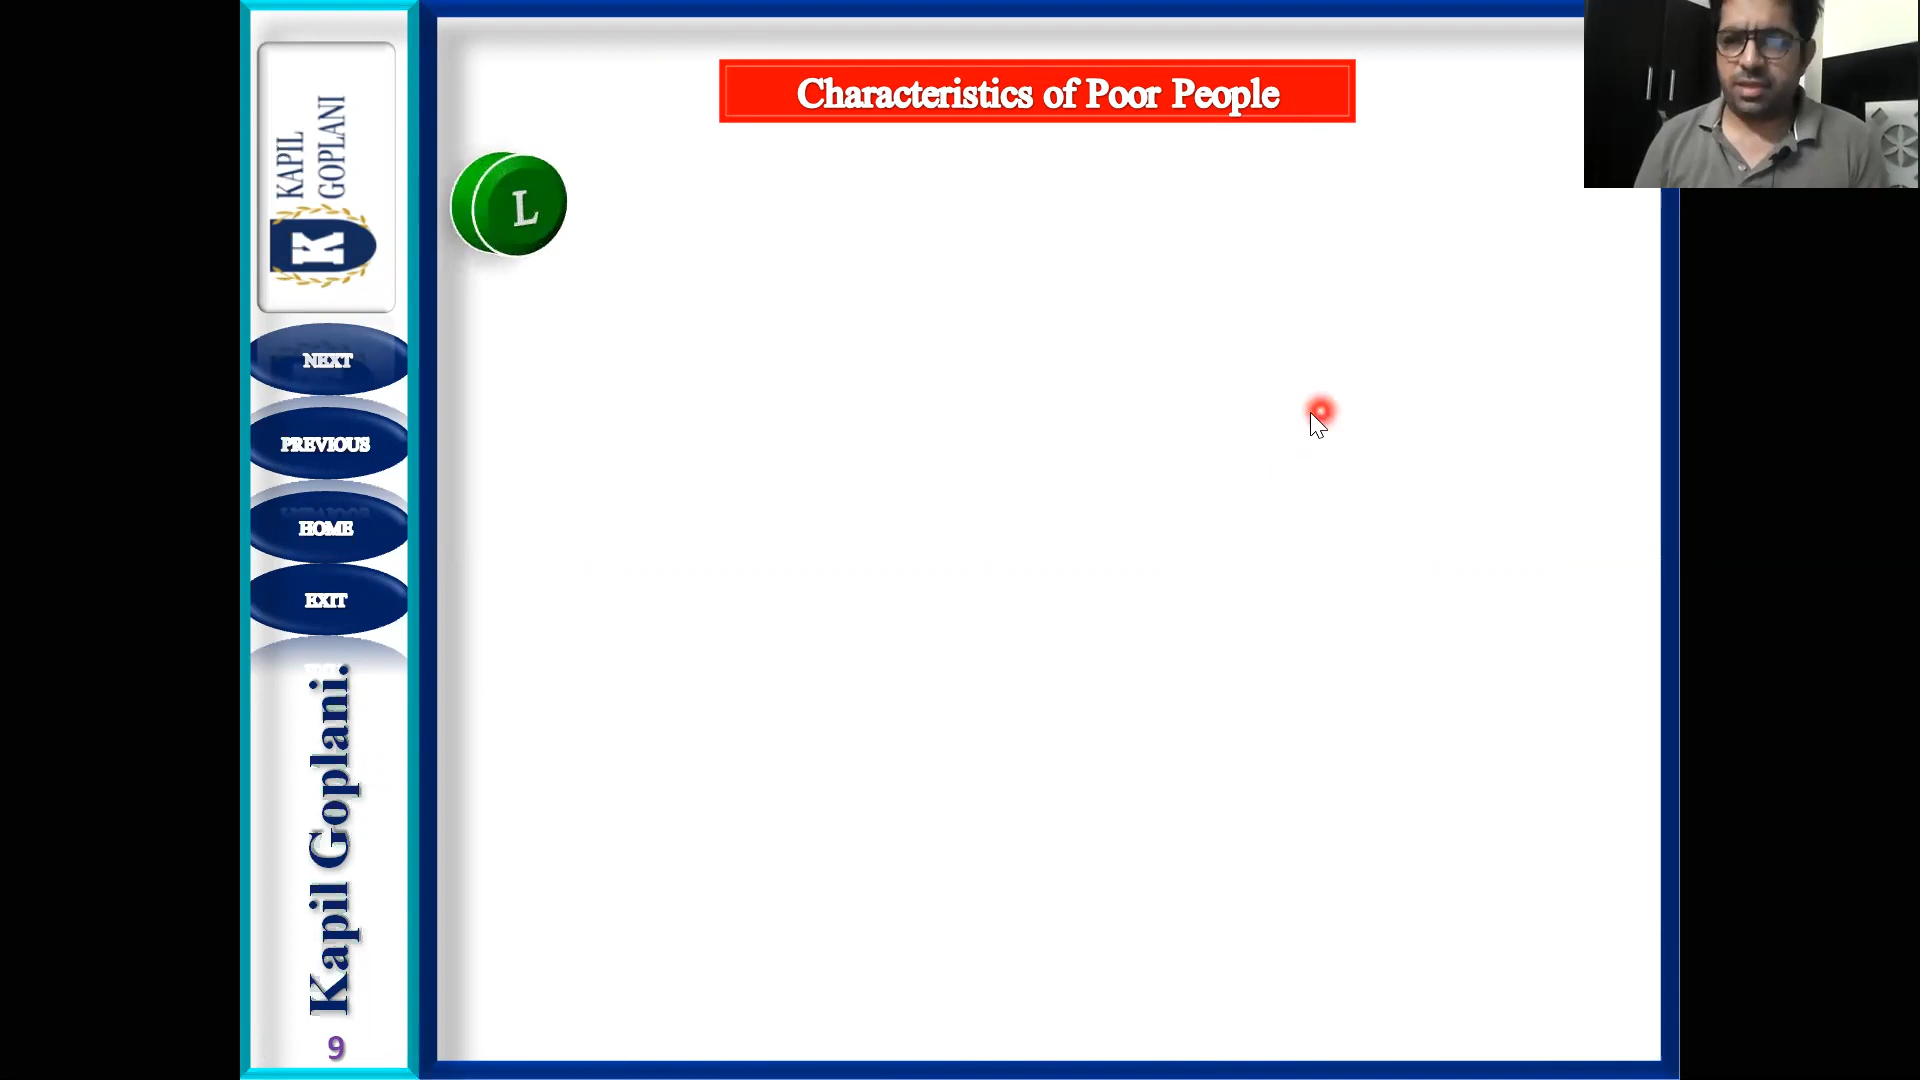 Characteristics of Poor People
L
KAPIL
GOPLANI
K
NEXT
PREVIOUS
HOME
EXIT
Kapil Goplani.
9